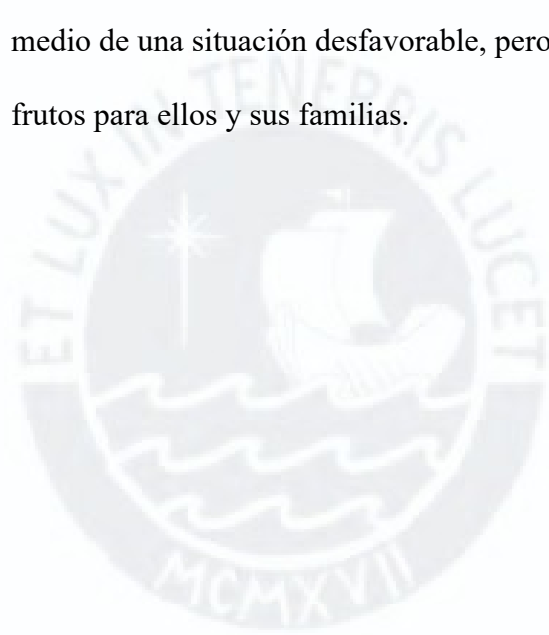 medio de una situación desfavorable, pero
frutos para ellos y sus familias.
ET LUX IN TENEBRIS LUCET
MCMXVII